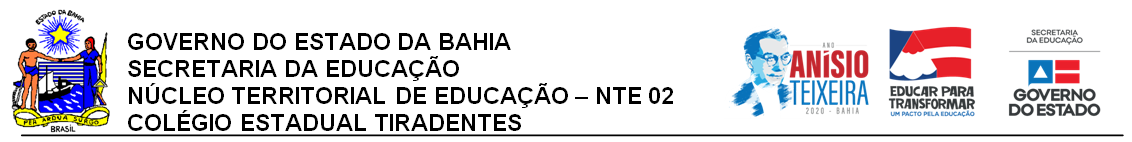 ESTADO DA BAHIA
PER ARDUA SURGO
BRASIL
GOVERNO DO ESTADO DA BAHIA
SECRETARIA DA EDUCAÇÃO
NÚCLEO TERRITORIAL DE EDUCAÇÃO – NTE 02
COLÉGIO ESTADUAL TIRADENTES
ANO
ANÍSIO
TEIXEIRA
2020 - BAHIA
EDUCAR PARA
TRANSFORMAR
UM PACTO PELA EDUCAÇÃO
SECRETARIA
DA EDUCAÇÃO
GOVERNO
DO ESTADO